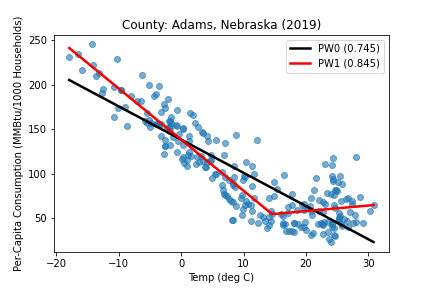 County: Adams, Nebraska (2019)
PW0 (0.745)
PW1 (0.845)
Per-Capita Consumption (MMBtu/1000 Households)
250
200
150
100
50
−20
−10
0
10
20
30
Temp (deg C)